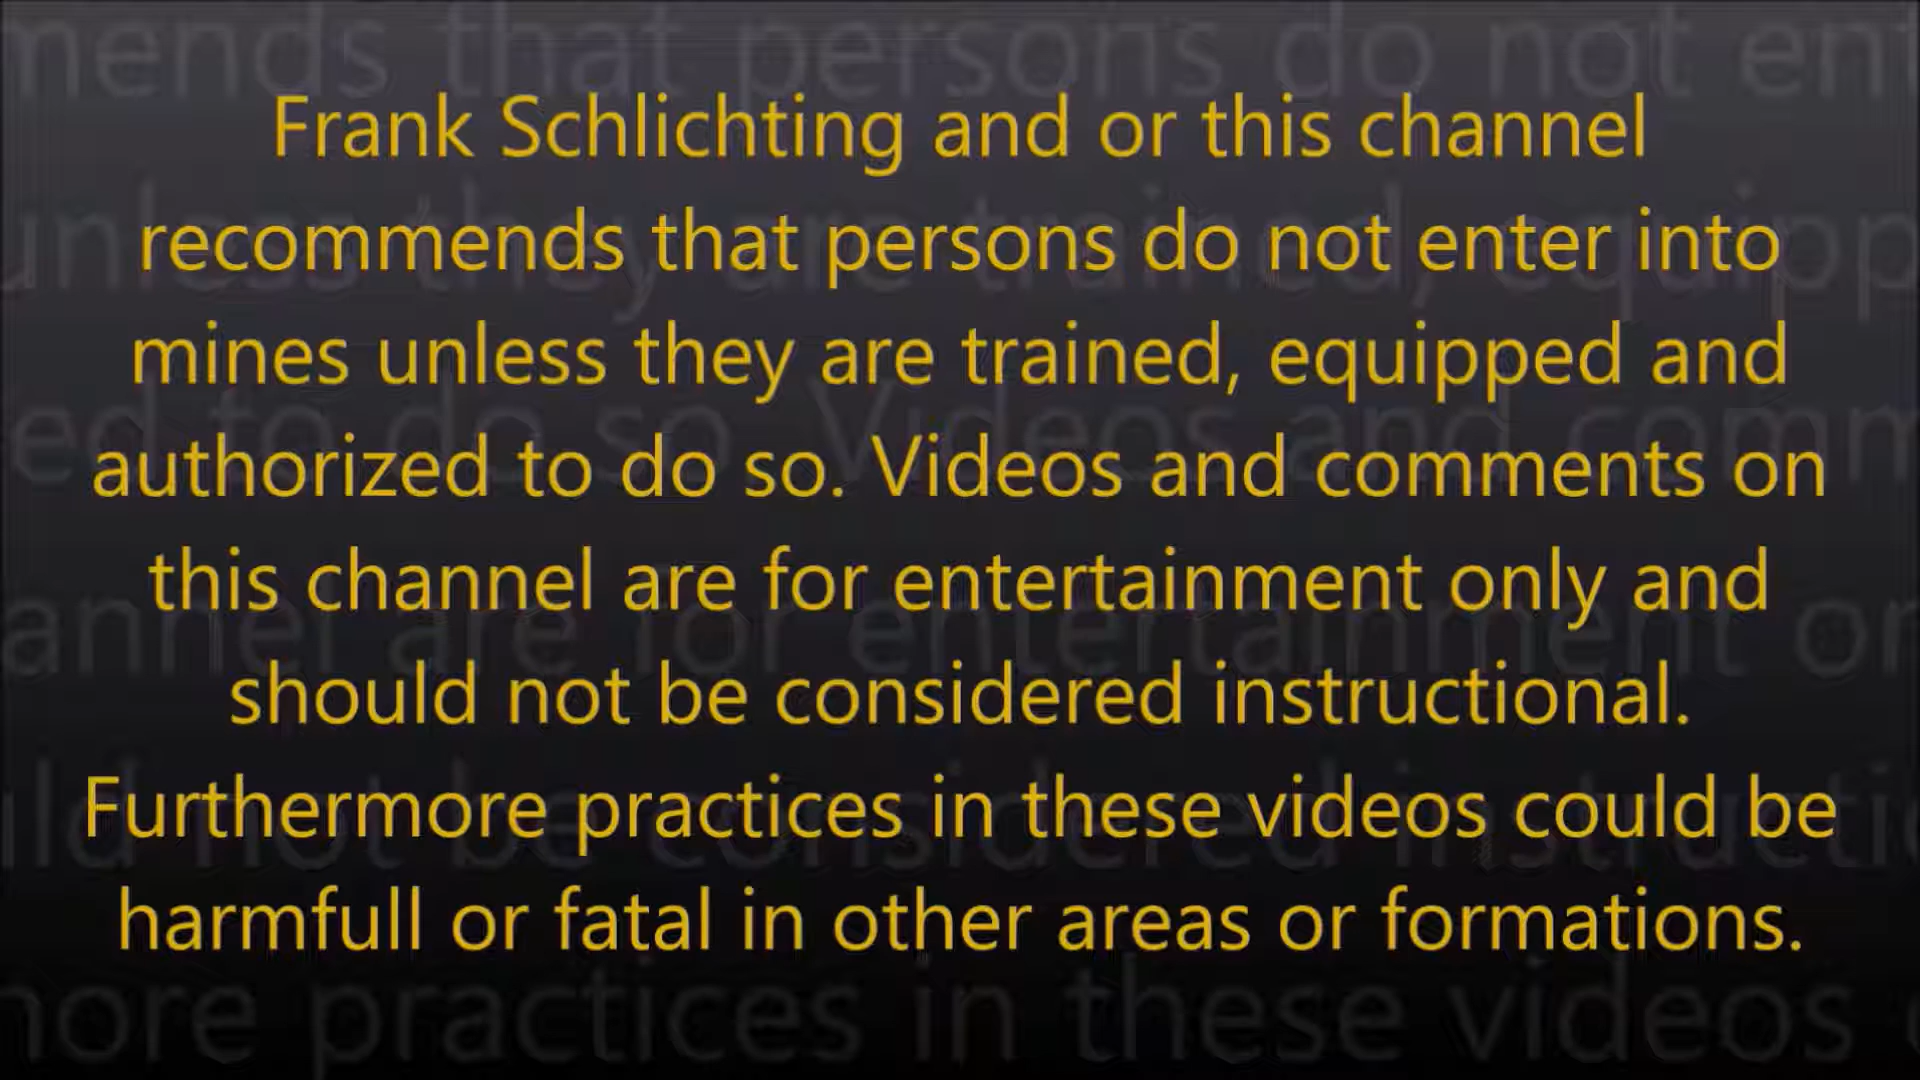 Frank Schlichting and or this channel
recommends that persons do not enter into
mines unless they are trained, equipped and
authorized to do so. Videos and comments on
this channel are for entertainment only and
should not be considered instructional.
Furthermore practices in these videos could be
harmfull or fatal in other areas or formations.